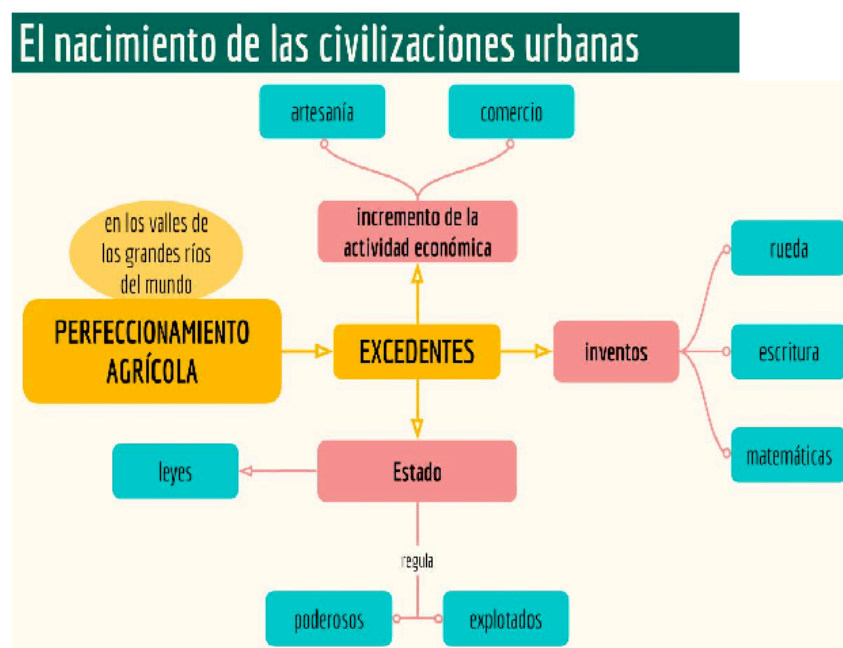 El nacimiento de las civilizaciones urbanas
artesanía
comercio
incremento de la
actividad económica
en los valles de
los grandes ríos
del mundo
PERFECCIONAMIENTO
AGRÍCOLA
EXCEDENTES
inventos
rueda
escritura
matemáticas
leyes
Estado
regula
poderosos
explotados